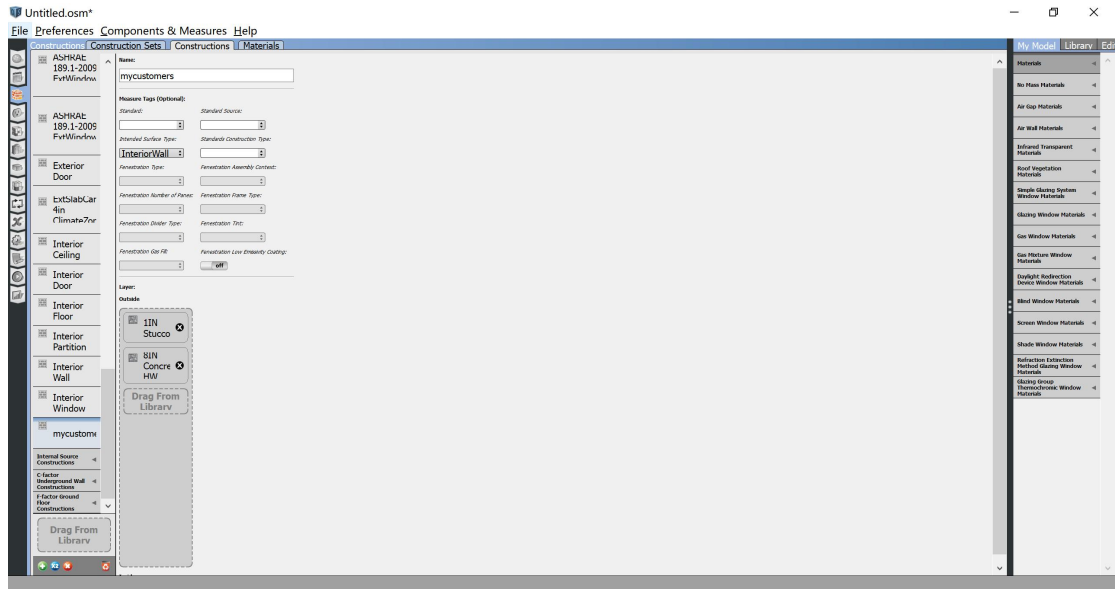 Untitled.osm*
File Preferences Components & Measures Help
Constructions Construction Sets Constructions Materials
My Model Library Edi
ASHRAE
189.1-2009
ExtWindow
ASHRAE
189.1-2009
ExtWindow
Exterior
Door
ExtSlabCar
4in
ClimateZor
Interior
Ceiling
Interior
Door
Interior
Floor
Interior
Partition
Interior
Wall
Interior
Window
mycustome
Internal Source
Constructions
C-factor
Underground Wall
Constructions
F-factor Ground
Floor
Constructions
Drag From
Library
Name:
mycustomers
Measure Tags (Optional):
Standard: Standard Source:
Intended Surface Type: Standards Construction Type:
InteriorWall
Fenestration Type: Fenestration Assembly Context:
Fenestration Number of Panes: Fenestration Frame Type:
Fenestration Divider Type: Fenestration Tint:
Fenestration Gas Fill: Fenestration Low Emissivity Coating:
off
Layer:
Outside
1IN
Stucco
8IN
Concre
HW
Drag From
Library
Materials
No Mass Materials
Air Gap Materials
Air Wall Materials
Infrared Transparent
Materials
Roof Vegetation
Materials
Simple Glazing System
Window Materials
Glazing Window Materials
Gas Window Materials
Gas Mixture Window
Materials
Daylight Redirection
Device Window Materials
Blind Window Materials
Screen Window Materials
Shade Window Materials
Refraction Extinction
Method Glazing Window
Materials
Glazing Group
Thermochromic Window
Materials